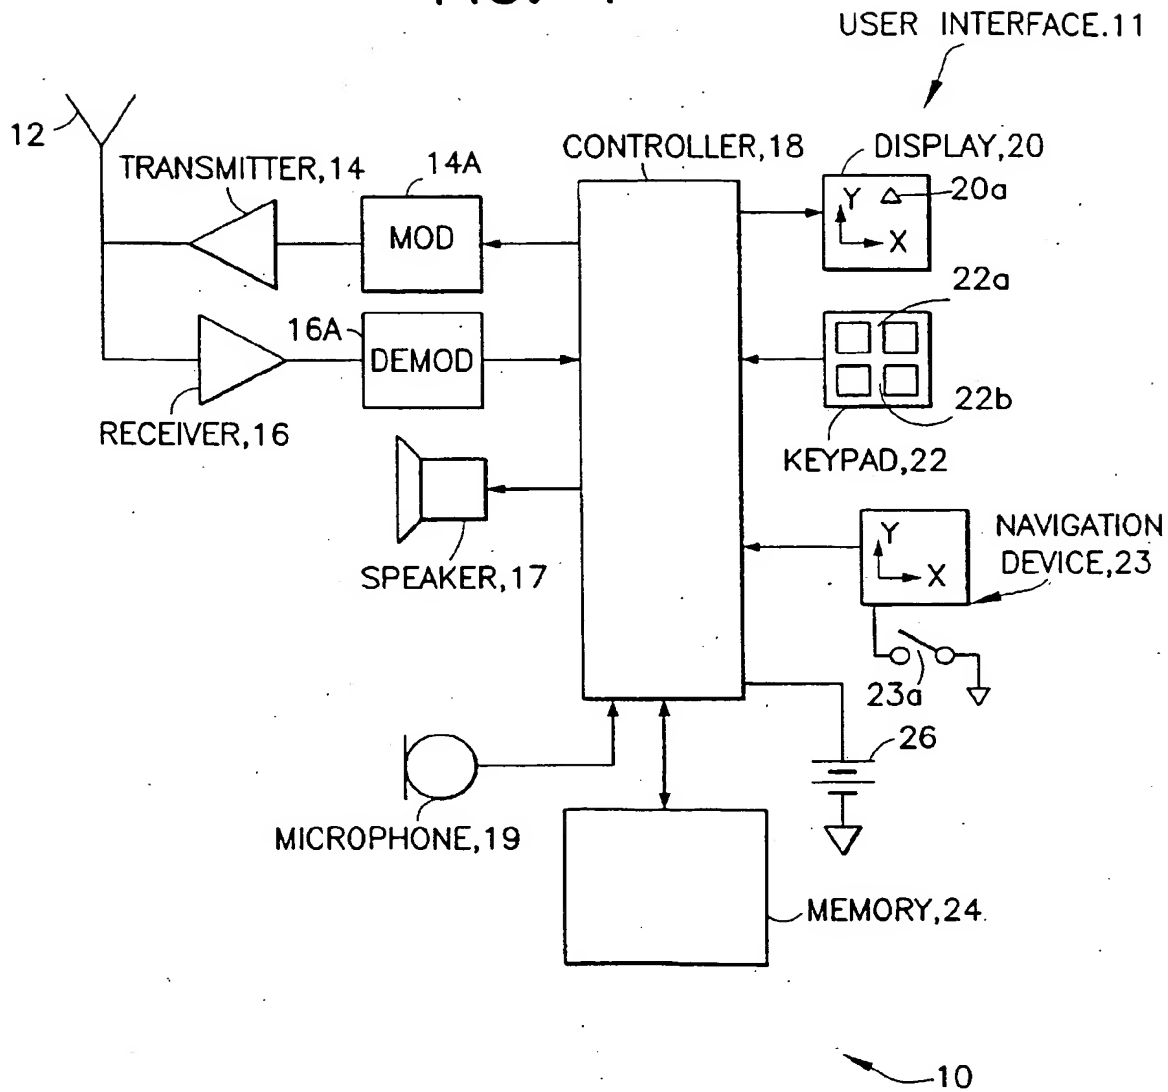 USER INTERFACE.11
12
TRANSMITTER,14
14A
CONTROLLER,18
DISPLAY,20
MOD
Y
20a
X
22a
16A
DEMOD
22b
RECEIVER,16
KEYPAD,22
SPEAKER,17
Y
X
NAVIGATION
DEVICE,23
23a
26
MICROPHONE,19
MEMORY,24
10